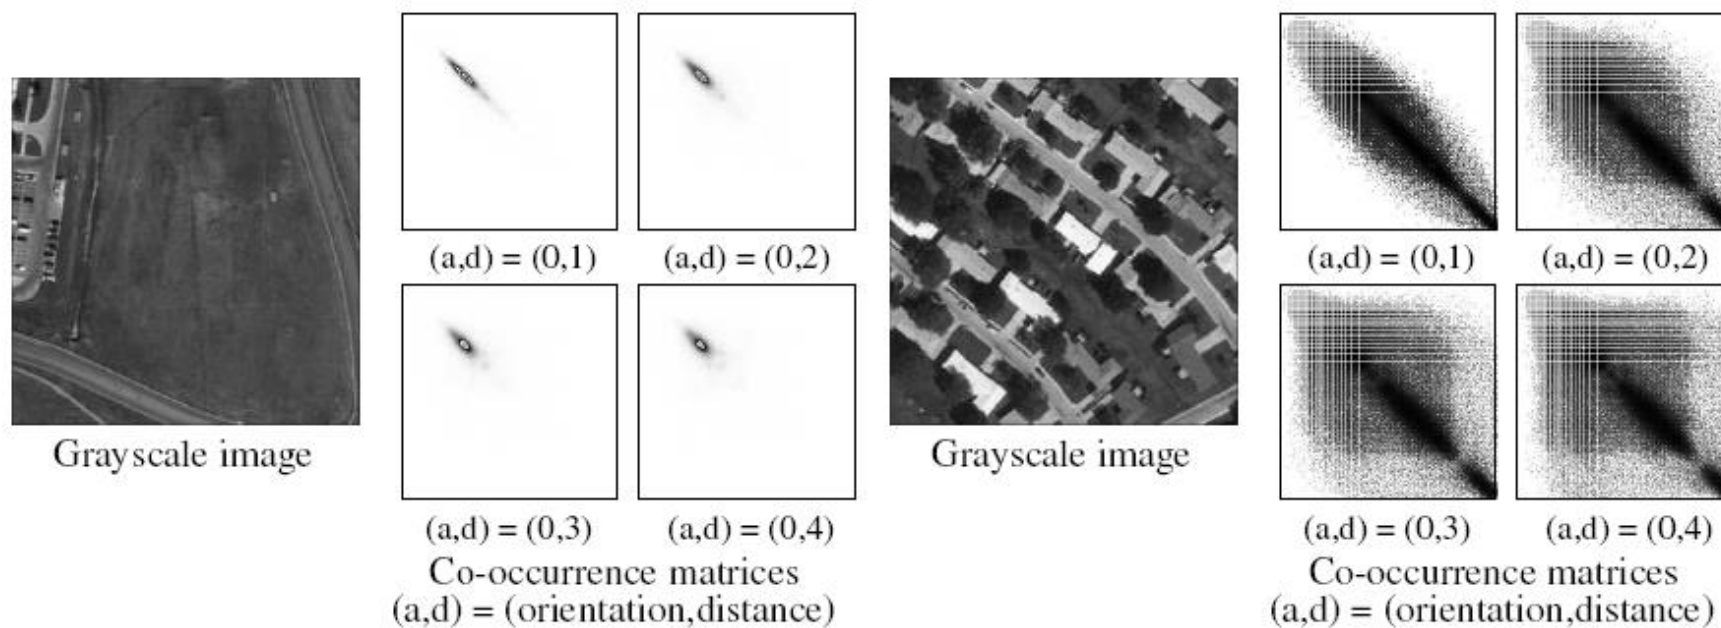 (a,d) = (0,1)
(a,d) = (0,2)
(a,d) = (0,3)
(a,d) = (0,4)
Grayscale image
Co-occurrence matrices
(a,d) = (orientation,distance)
(a,d) = (0,1)
(a,d) = (0,2)
(a,d) = (0,3)
(a,d) = (0,4)
Grayscale image
Co-occurrence matrices
(a,d) = (orientation,distance)